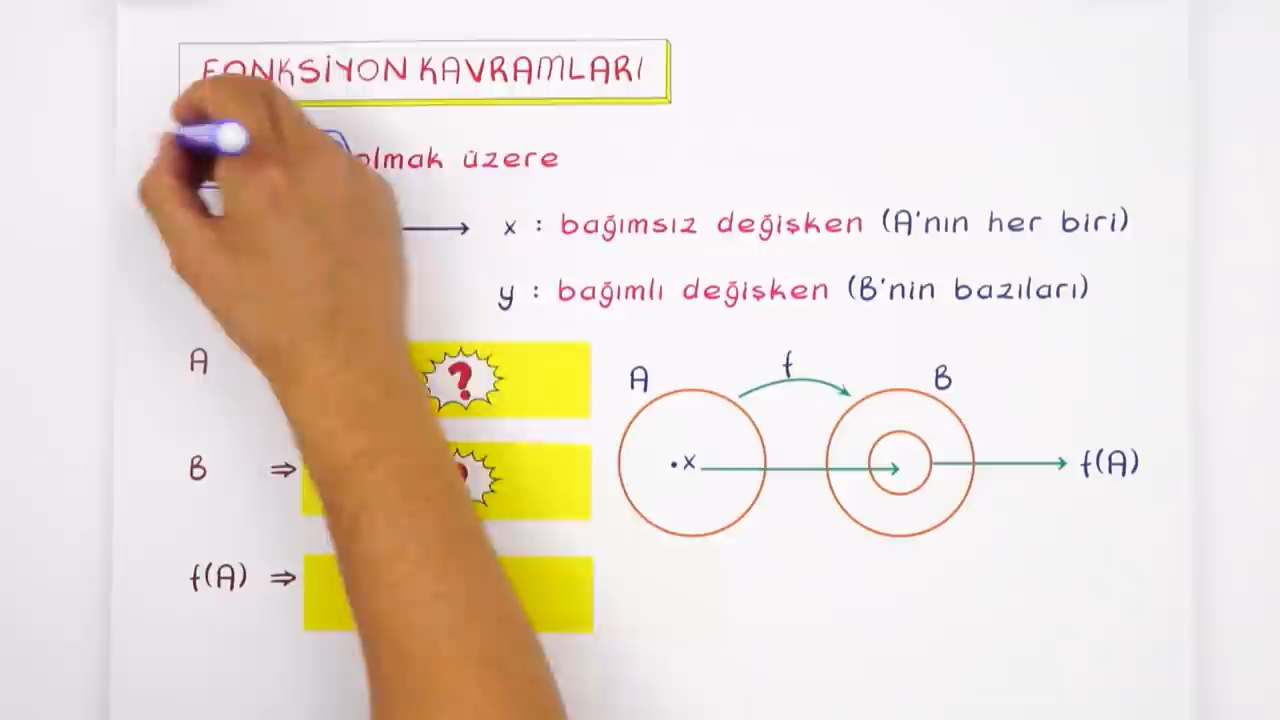 FONKSİYON KAVRAMLARI
olmak üzere
x : bağımsız değişken (A'nın her biri)
y : bağımlı değişken (B'nin bazıları)
A ?
B ⇒
f(A) ⇒
A f B
x
f(A)